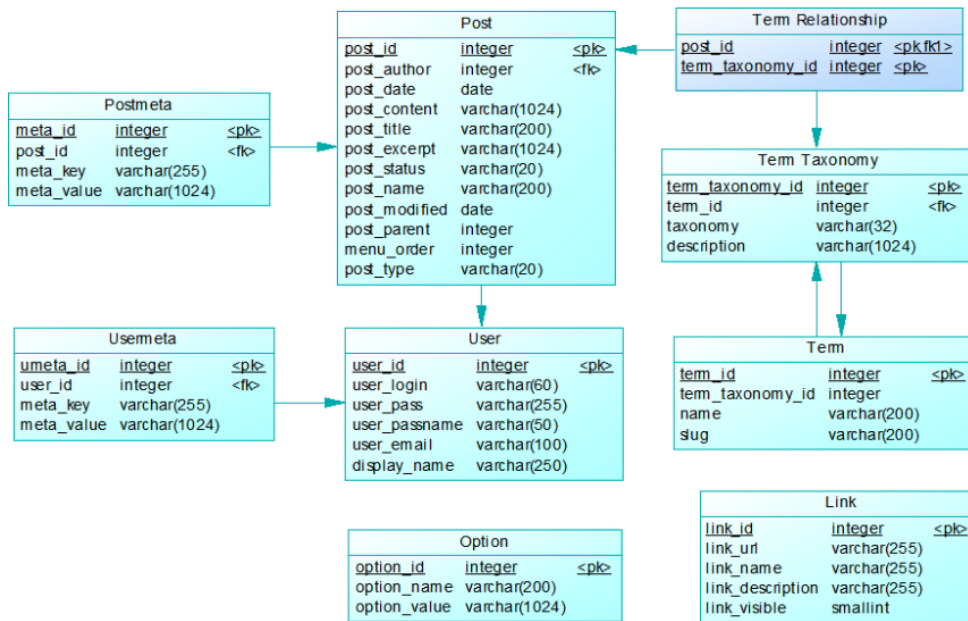 Post
post_id integer <pk>
post_author integer <fk>
post_date date
post_content varchar(1024)
post_title varchar(200)
post_excerpt varchar(1024)
post_status varchar(20)
post_name varchar(200)
post_modified date
post_parent integer
menu_order integer
post_type varchar(20)
Term Relationship
post_id integer <pk,fk1>
term_taxonomy_id integer <pk>
Postmeta
meta_id integer <pk>
post_id integer <fk>
meta_key varchar(255)
meta_value varchar(1024)
Term Taxonomy
term_taxonomy_id integer <pk>
term_id integer <fk>
taxonomy varchar(32)
description varchar(1024)
Usermeta
umeta_id integer <pk>
user_id integer <fk>
meta_key varchar(255)
meta_value varchar(1024)
User
user_id integer <pk>
user_login varchar(60)
user_pass varchar(255)
user_passname varchar(50)
user_email varchar(100)
display_name varchar(250)
Term
term_id integer <pk>
term_taxonomy_id integer
name varchar(200)
slug varchar(200)
Option
option_id integer <pk>
option_name varchar(200)
option_value varchar(1024)
Link
link_id integer <pk>
link_url varchar(255)
link_name varchar(255)
link_description varchar(255)
link_visible smallint